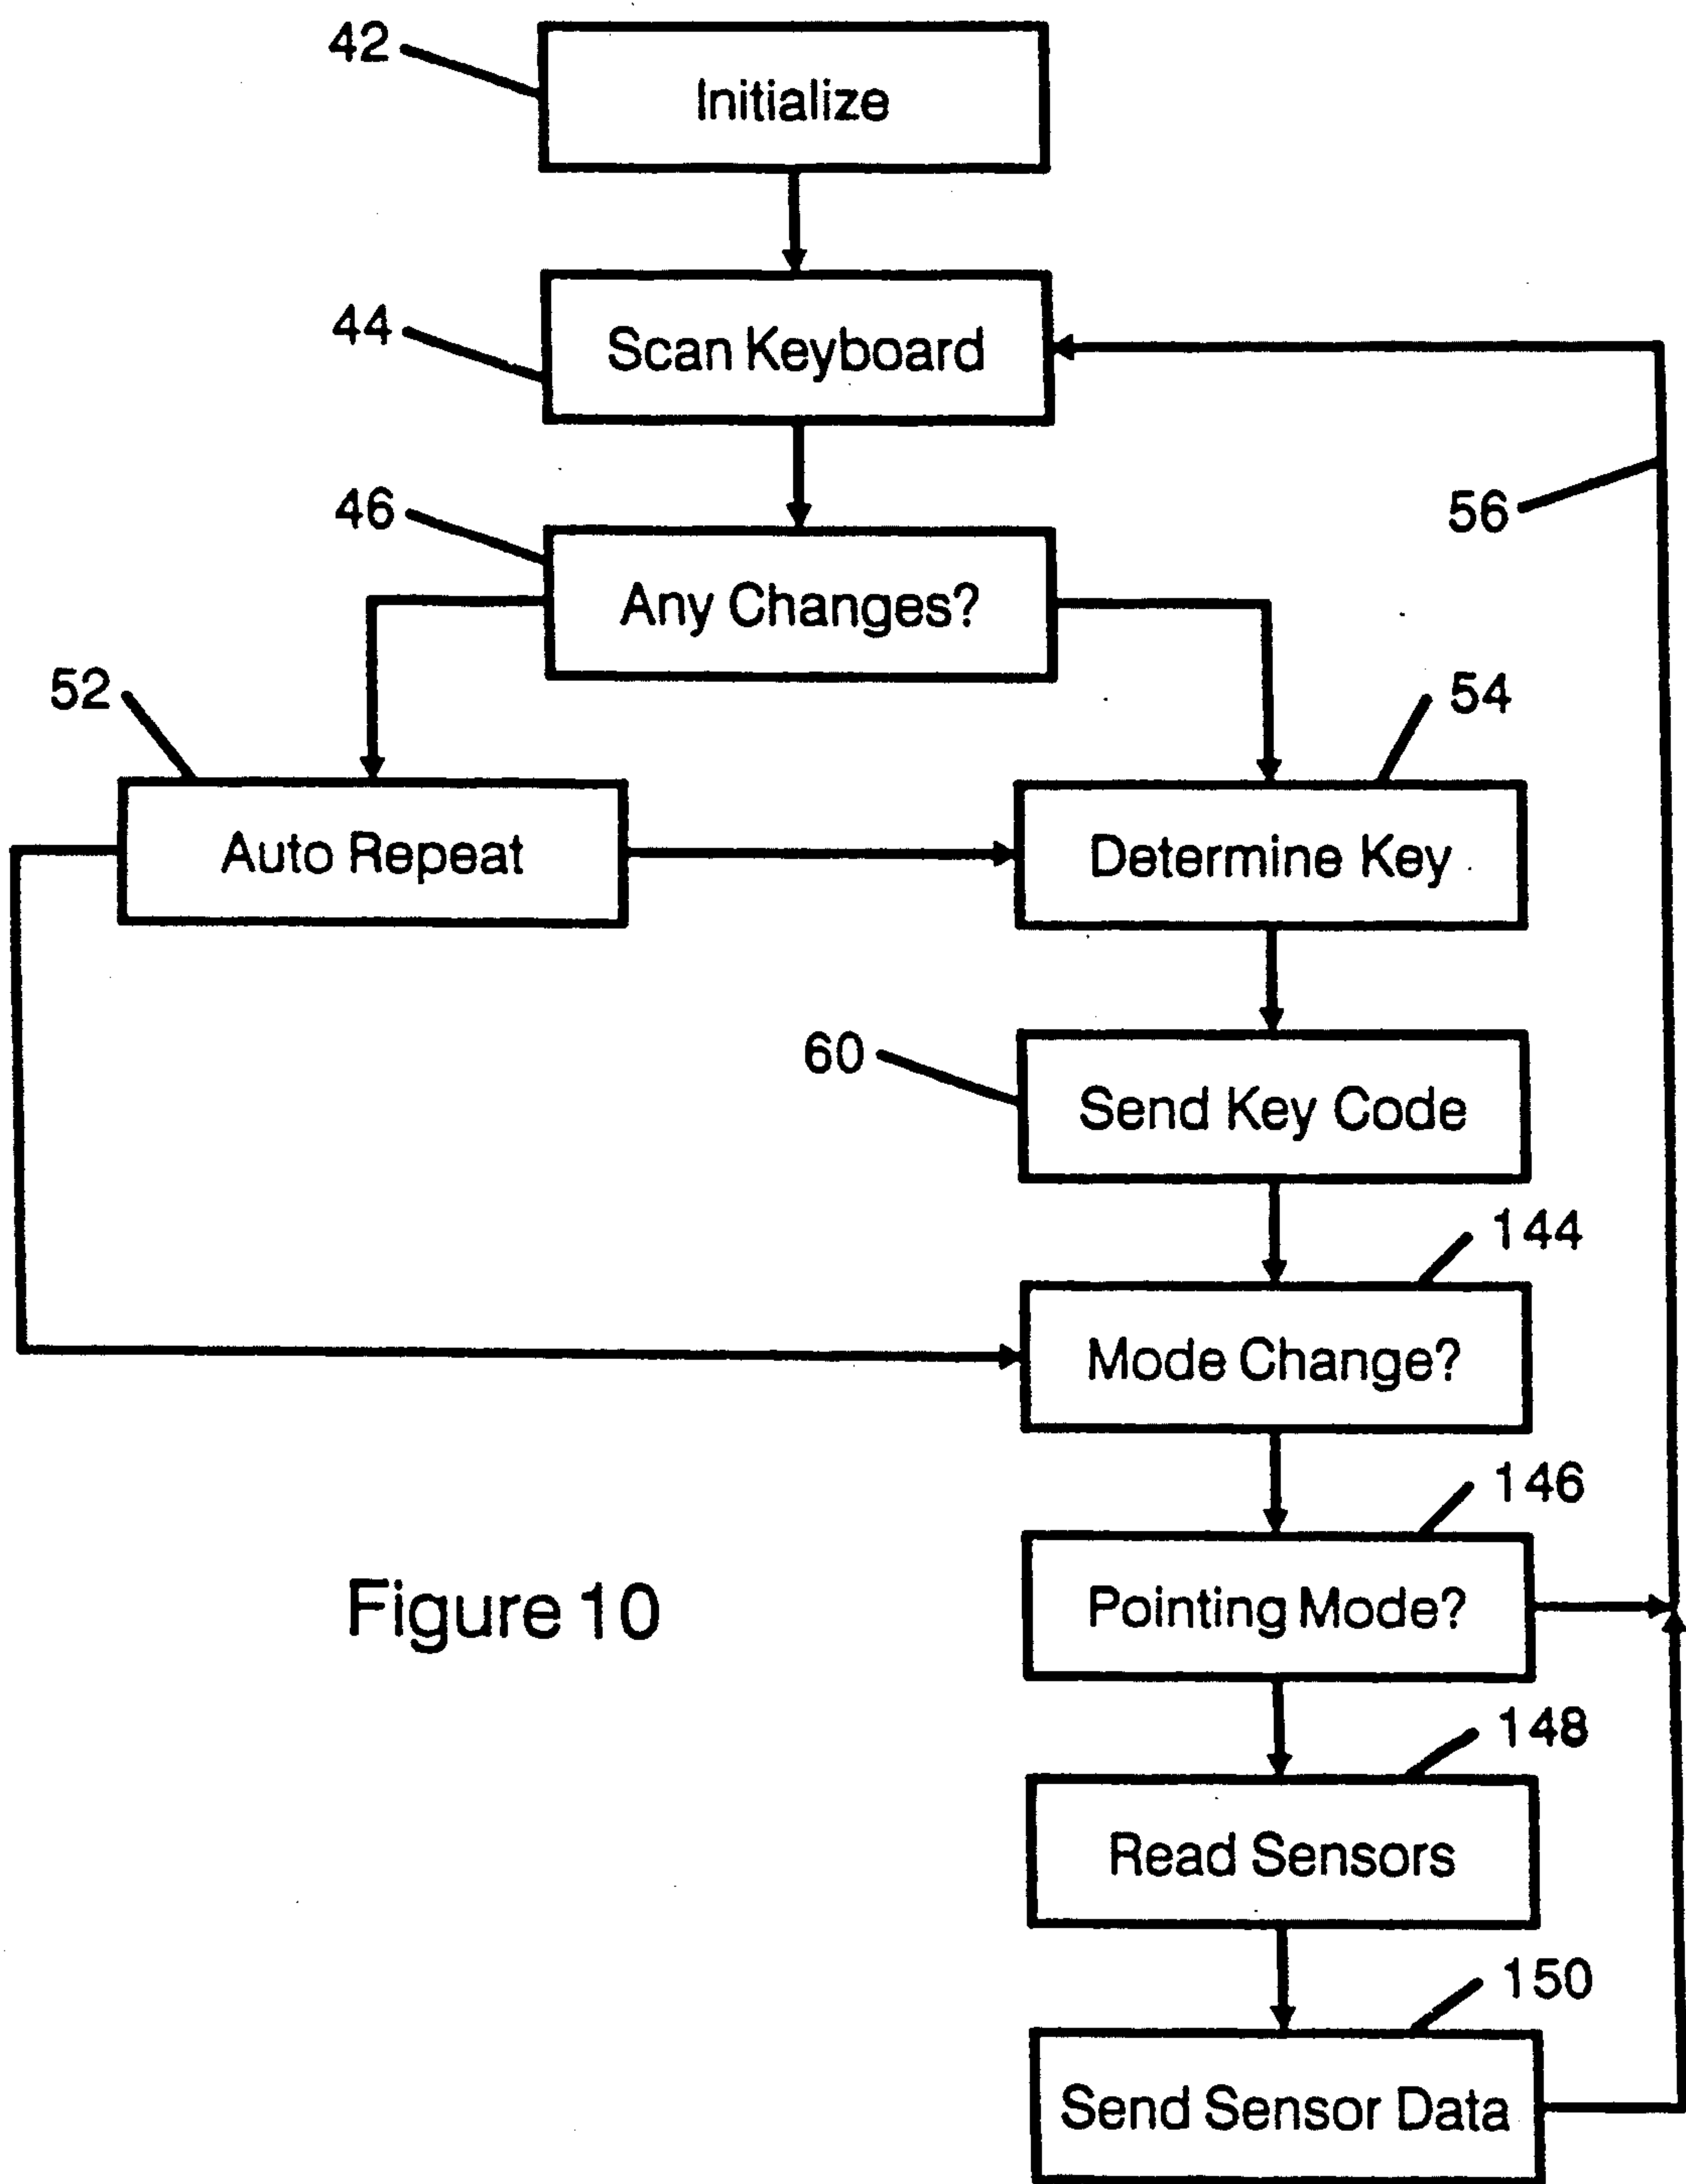 42
Initialize
44
Scan Keyboard
46
56
Any Changes?
52
54
Auto Repeat
Determine Key
60
Send Key Code
144
Mode Change?
146
Figure 10
Pointing Mode?
148
Read Sensors
150
Send Sensor Data